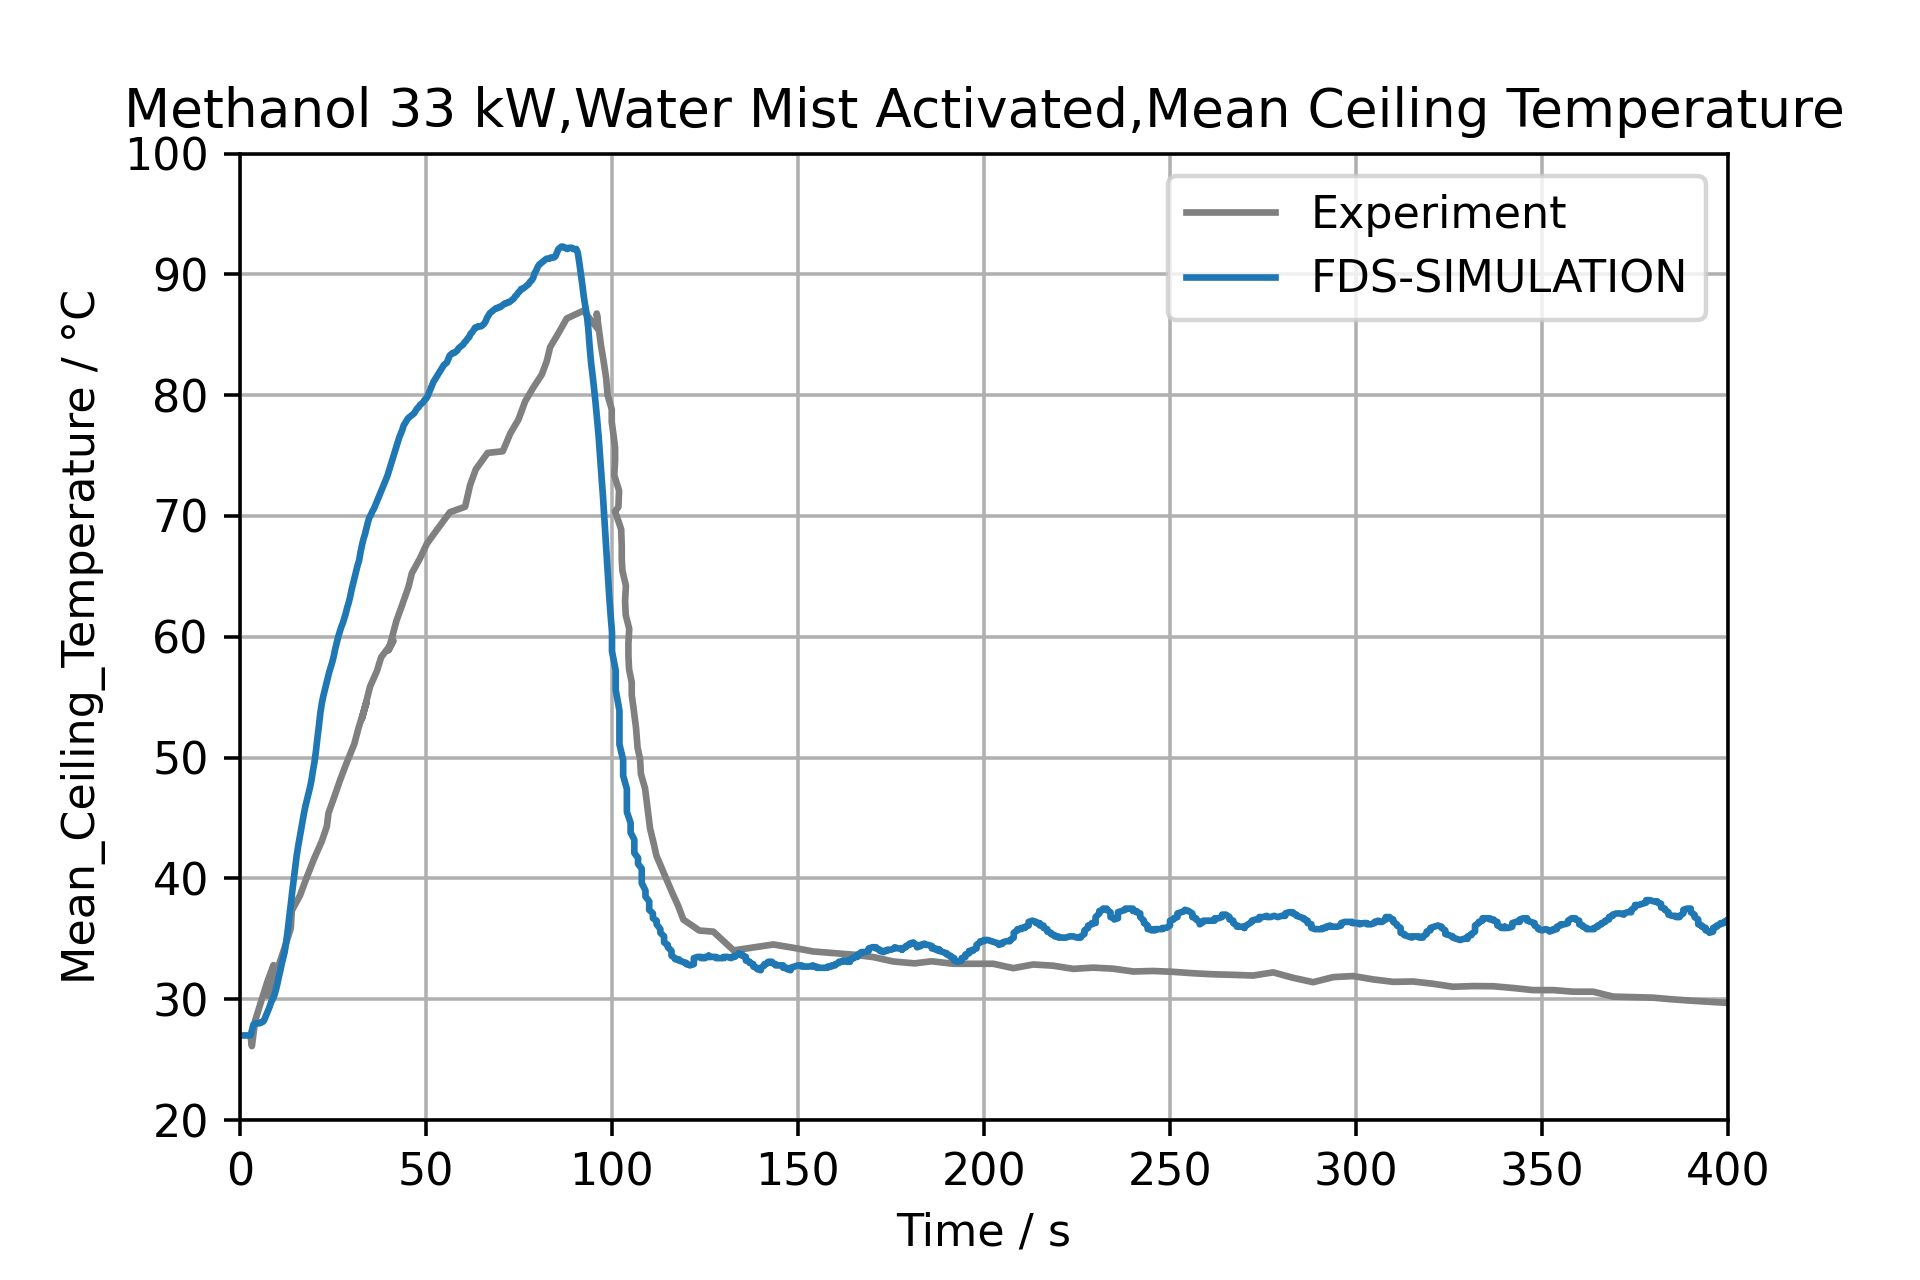 Methanol 33 kW,Water Mist Activated,Mean Ceiling Temperature
100
90
80
70
60
50
40
30
20
Mean_Ceiling_Temperature / °C
Experiment
FDS-SIMULATION
0 50 100 150 200 250 300 350 400
Time / s